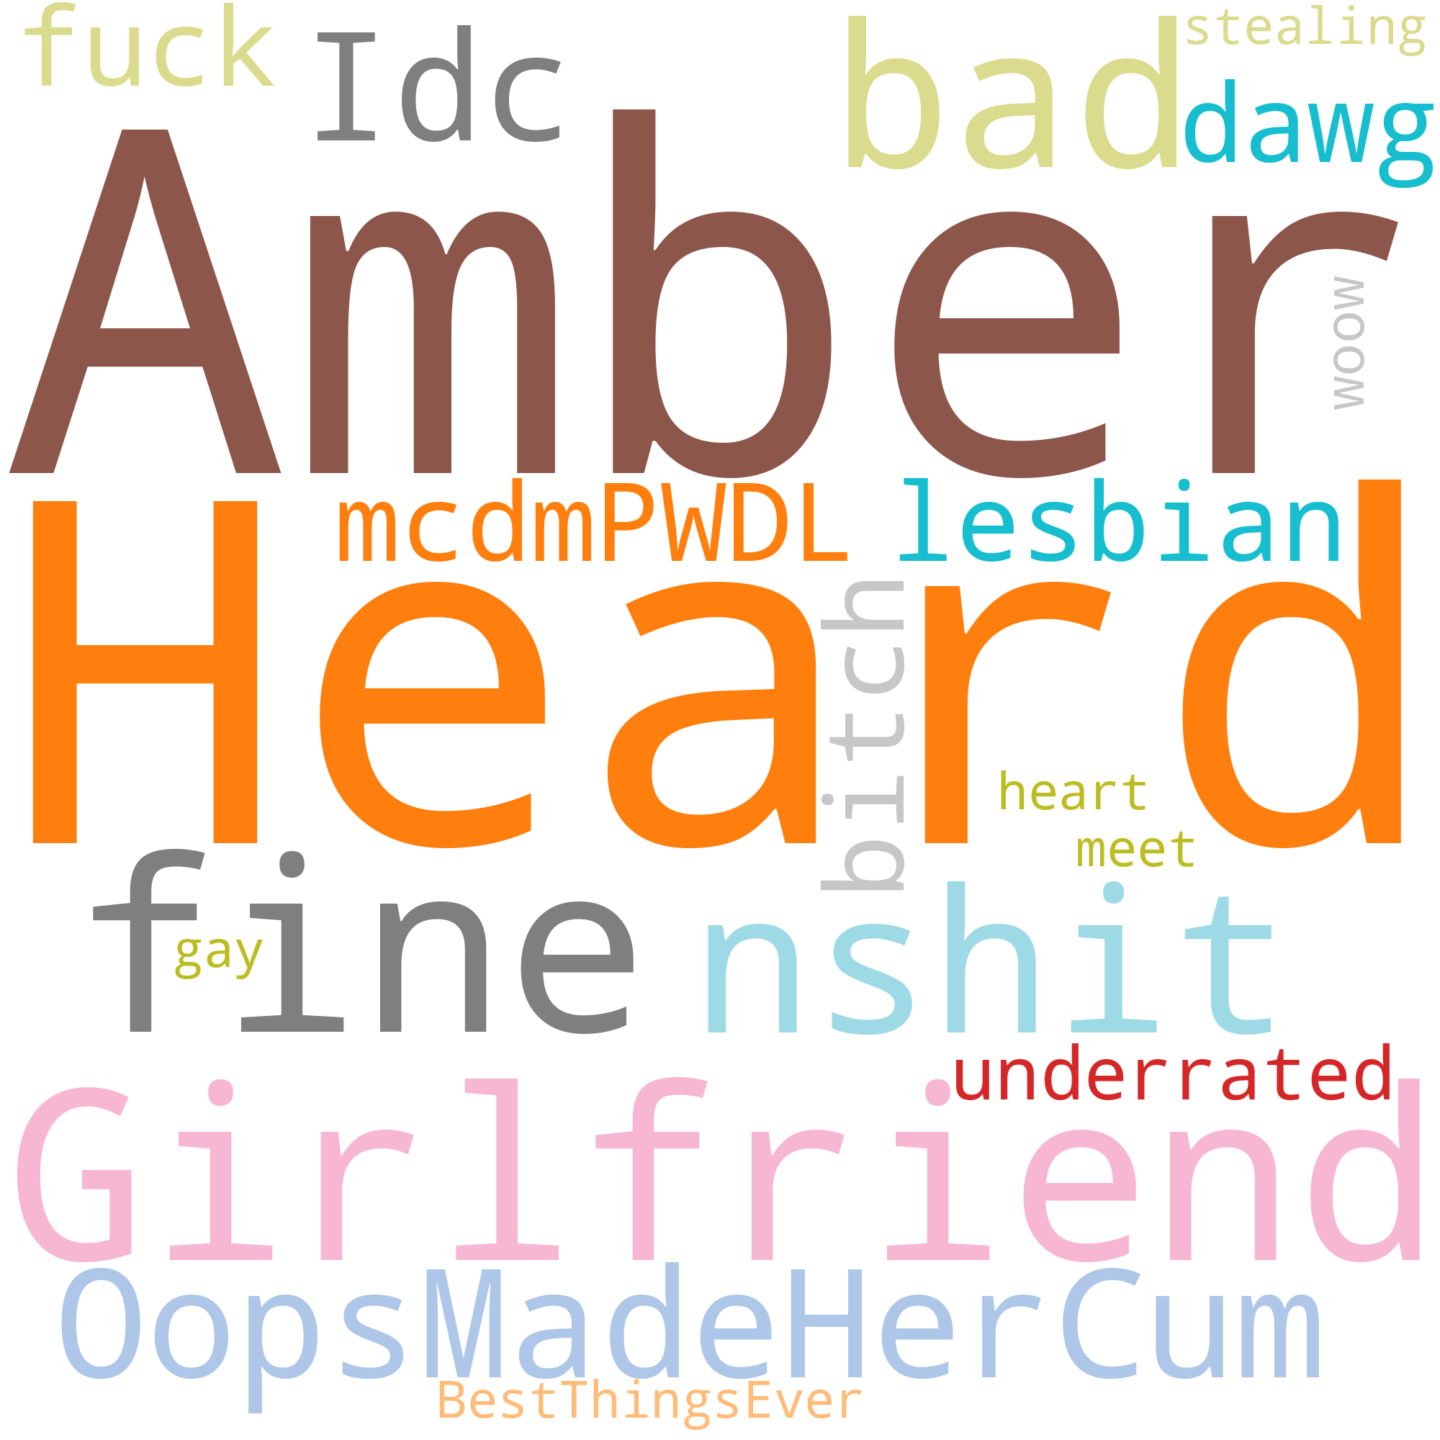 fuck
Idc
bad
stealing
dawg
Amber
woow
mcdmPWDL
lesbian
Heard
bitch
heart
meet
fine
gay
nshit
underrated
Girlfriend
OopsMadeHerCum
BestThingsEver